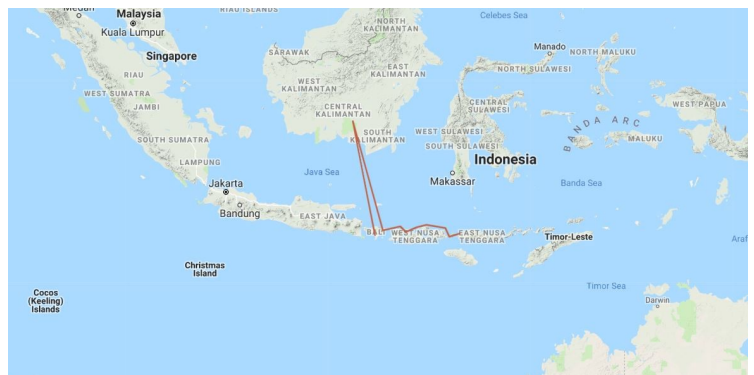 Medan
Malaysia
Kuala Lumpur
RIAU ISLANDS
Celebes Sea
NORTH
KALIMANTAN
SARAWAK
Singapore
Manado
NORTH MALUKU
NORTH SULAWESI
EAST
KALIMANTAN
RIAU
WEST
KALIMANTAN
WEST SUMATRA
JAMBI
CENTRAL
KALIMANTAN
CENTRAL
SULAWESI
WEST PAPUA
BANDA ARC
SOUTH SUMATRA
SOUTH
KALIMANTAN
WEST SULAWESI
SOUTH SULAWESI
MALUKU
LAMPUNG
Indonesia
Java Sea
Makassar
Banda Sea
Jakarta
Bandung
EAST JAVA
BALI
WEST NUSA
TENGGARA
EAST NUSA
TENGGARA
Timor-Leste
Araf
Christmas
Island
Timor Sea
Cocos
(Keeling)
Islands
Darwin